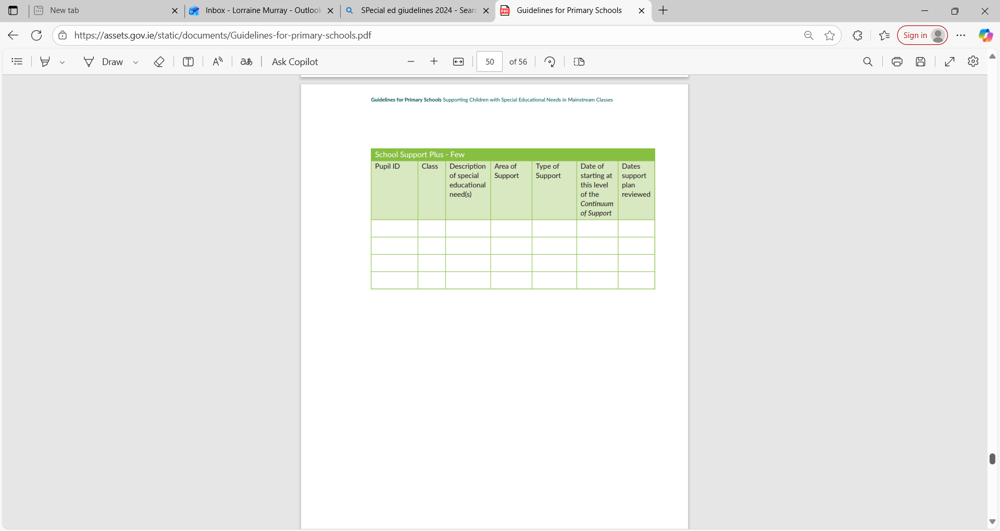 New tab
Inbox - Lorraine Murray - Outlook
SPecial ed giudelines 2024 - Sear
Guidelines for Primary Schools
https://assets.gov.ie/static/documents/Guidelines-for-primary-schools.pdf
Sign in
Draw
aあ
Ask Copilot
50 of 56
Guidelines for Primary Schools Supporting Children with Special Educational Needs in Mainstream Classes
School Support Plus - Few
Pupil ID
Class
Description
of special
educational
need(s)
Area of
Support
Type of
Support
Date of
starting at
this level
of the
Continuum
of Support
Dates
support
plan
reviewed